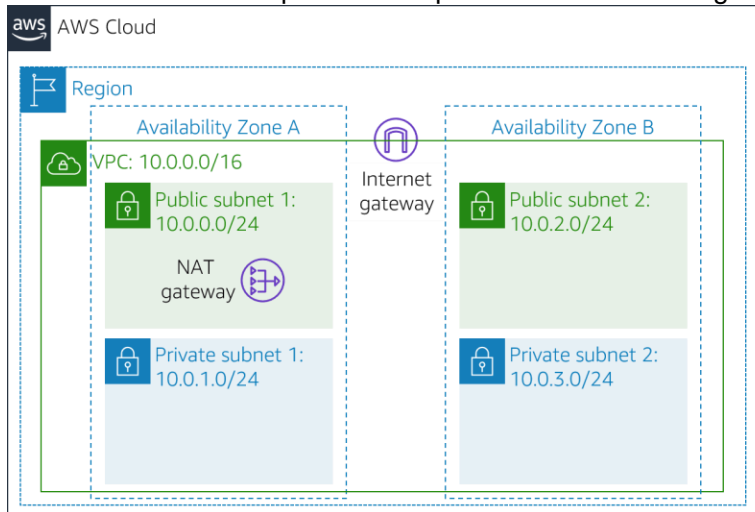 aws AWS Cloud
Region
Availability Zone A
Availability Zone B
VPC: 10.0.0.0/16
Internet
gateway
Public subnet 1:
10.0.0.0/24
NAT
gateway
Public subnet 2:
10.0.2.0/24
Private subnet 1:
10.0.1.0/24
Private subnet 2:
10.0.3.0/24